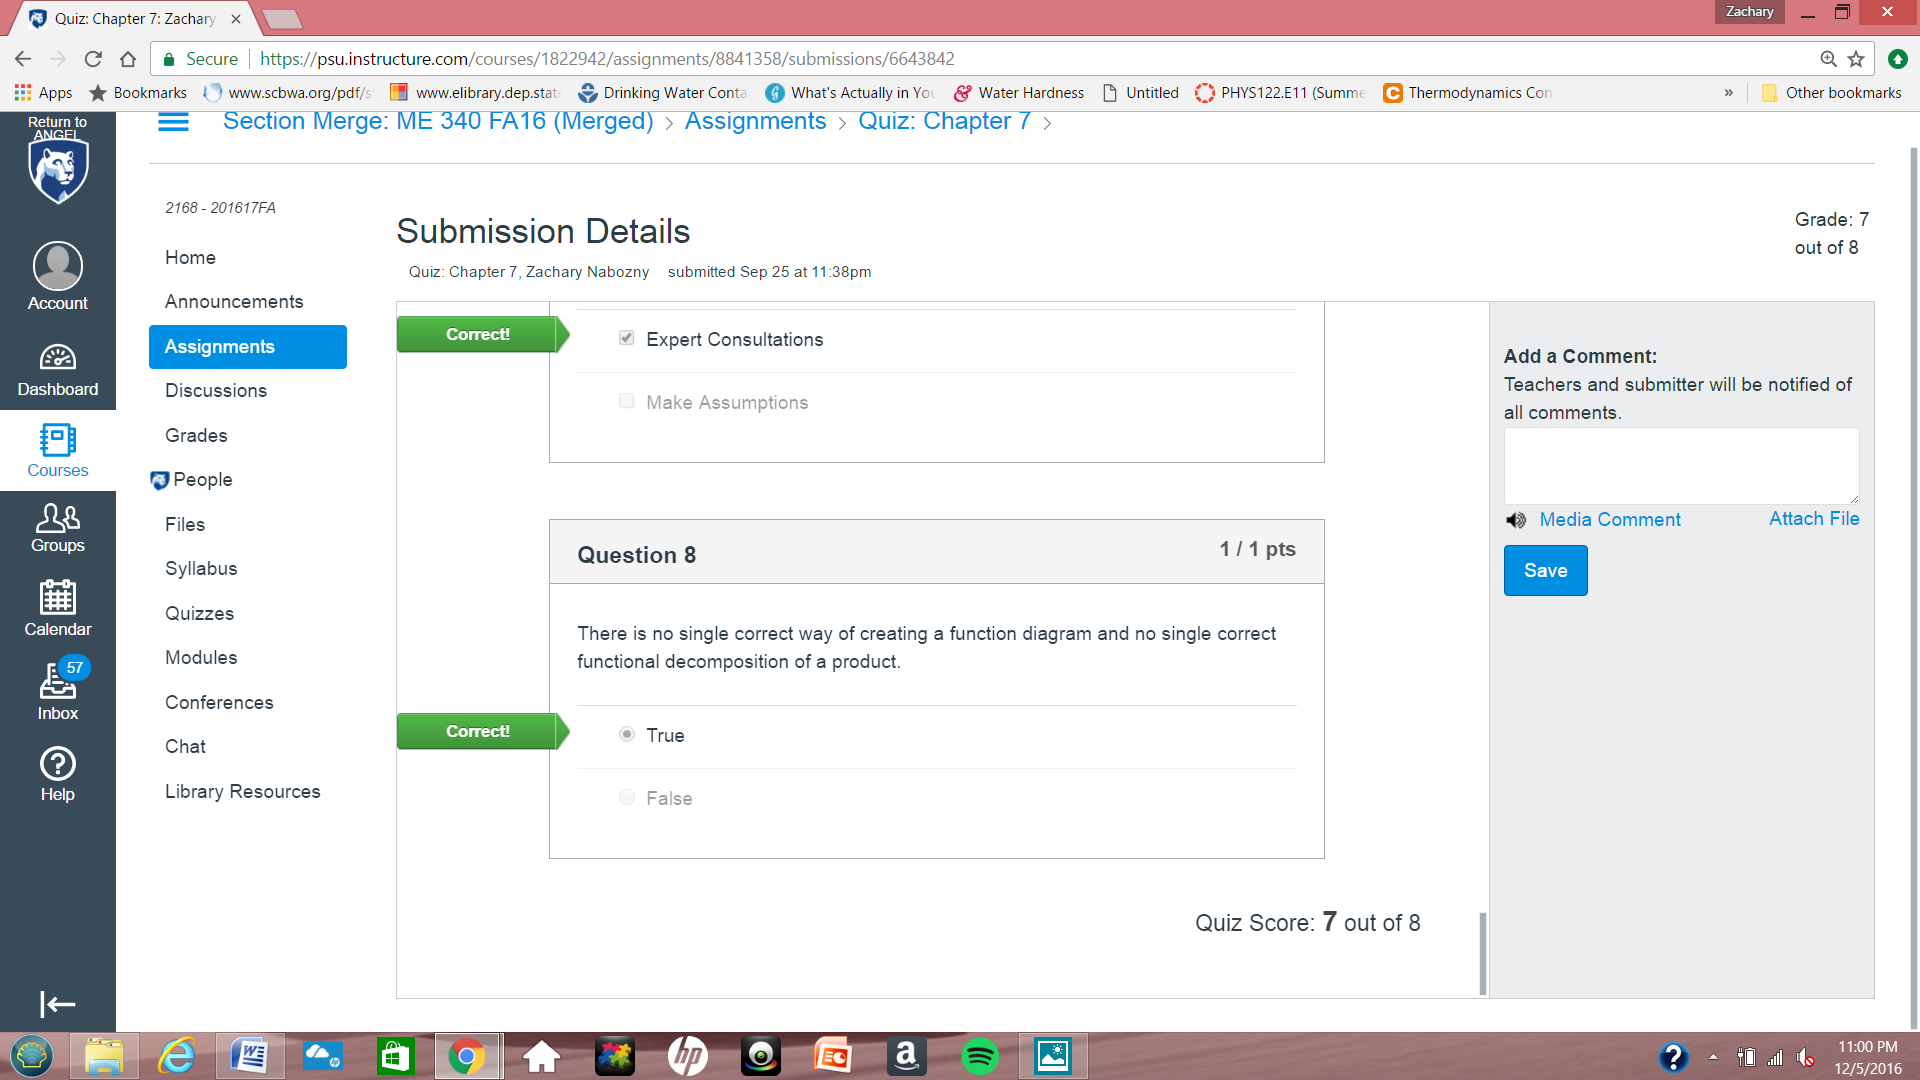 Quiz: Chapter 7: Zachary
Zachary
Secure https://psu.instructure.com/courses/1822942/assignments/8841358/submissions/6643842
Apps Bookmarks www.scbwa.org/pdf/s www.elibrary.dep.state Drinking Water Conta What's Actually in You Water Hardness Untitled PHYS122.E11 (Summe Thermodynamics Con » Other bookmarks
Return to
ANGEL
Section Merge: ME 340 FA16 (Merged) > Assignments > Quiz: Chapter 7 >
Account
Dashboard
Courses
Groups
Calendar
57
Inbox
Help
2168 - 201617FA
Home
Announcements
Assignments
Discussions
Grades
People
Files
Syllabus
Quizzes
Modules
Conferences
Chat
Library Resources
Submission Details
Quiz: Chapter 7, Zachary Nabozny submitted Sep 25 at 11:38pm
Grade: 7
out of 8
Correct!
Expert Consultations
Make Assumptions
Question 8
1 / 1 pts
There is no single correct way of creating a function diagram and no single correct
functional decomposition of a product.
Correct!
True
False
Quiz Score: 7 out of 8
Add a Comment:
Teachers and submitter will be notified of
all comments.
Media Comment Attach File
Save
11:00 PM
12/5/2016